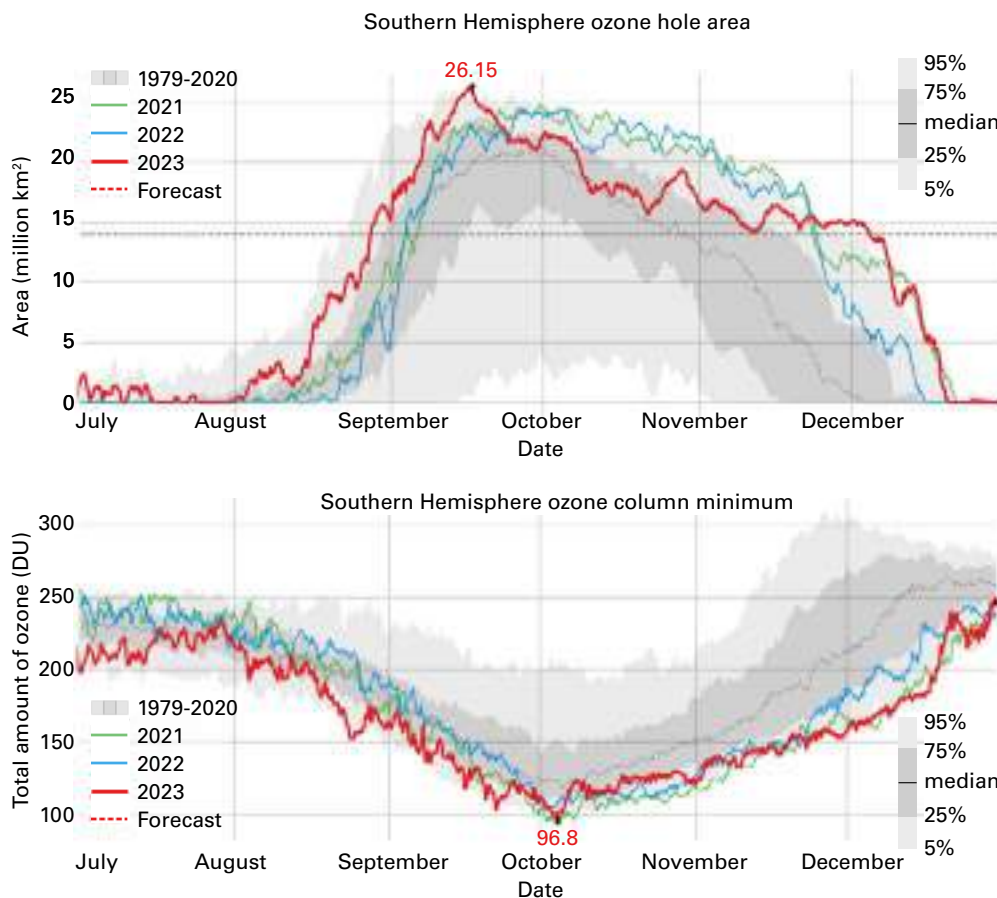 Southern Hemisphere ozone hole area
26.15
1979-2020
2021
2022
2023
Forecast
95%
75%
median
25%
5%
Area (million km²)
25
20
15
10
5
0
July August September October November December
Date
Southern Hemisphere ozone column minimum
Total amount of ozone (DU)
300
250
200
150
100
1979-2020
2021
2022
2023
Forecast
95%
75%
median
25%
5%
96.8
July August September October November December
Date